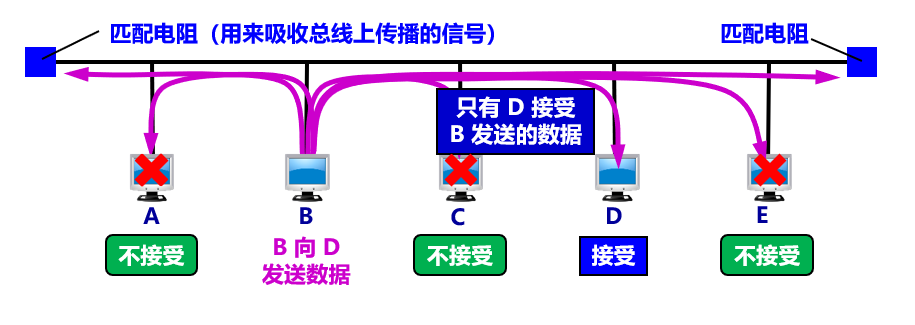 匹配电阻（用来吸收总线上传播的信号）
匹配电阻
只有 D 接受
B 发送的数据
A
B
C
D
E
不接受
B 向 D
发送数据
不接受
接受
不接受